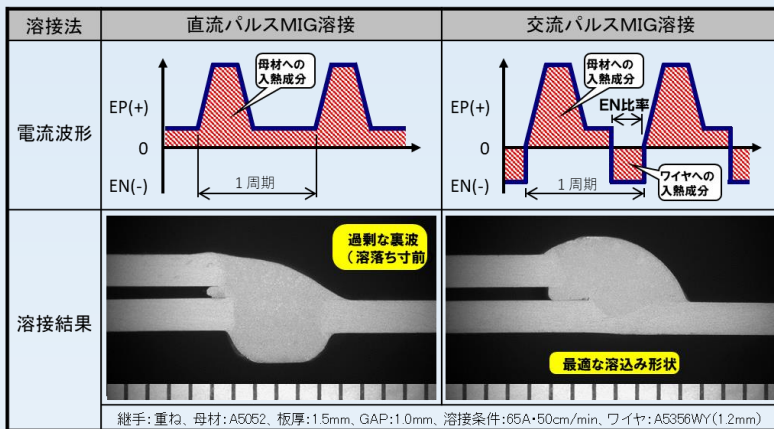 溶接法
直流パルスMIG溶接
交流パルスMIG溶接
電流波形
EP(+)
0
EN(-)
母材への
入熱成分
1周期
EP(+)
0
EN(-)
母材への
入熱成分
EN比率
ワイヤへの
入熱成分
1周期
溶接結果
過剰な裏波
(溶落ち寸前
最適な溶込み形状
継手:重ね、母材:A5052、板厚:1.5mm、GAP:1.0mm、溶接条件:65A・50cm/min、ワイヤ:A5356WY(1.2mm)